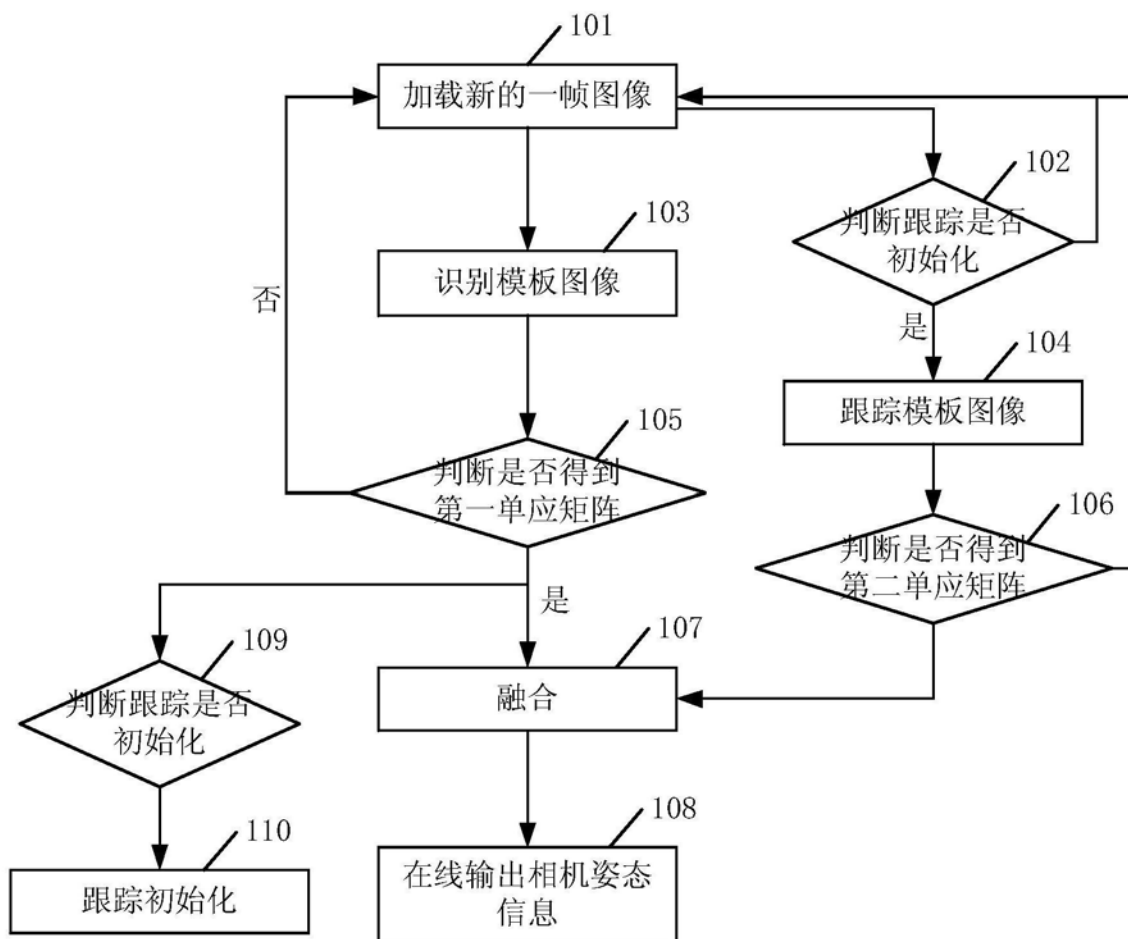 101
加载新的一帧图像
102
判断跟踪是否
初始化
103
识别模板图像
否
是
104
跟踪模板图像
105
判断是否得到
第一单应矩阵
106
判断是否得到
第二单应矩阵
是
109
判断跟踪是否
初始化
107
融合
110
跟踪初始化
108
在线输出相机姿态
信息